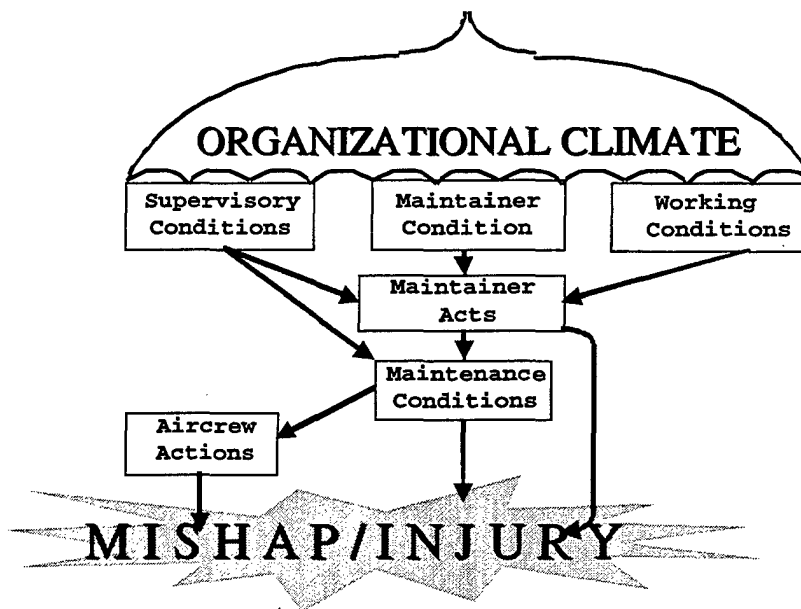 ORGANIZATIONAL CLIMATE
Supervisory
Conditions
Maintainer
Condition
Working
Conditions
Maintainer
Acts
Maintenance
Conditions
Aircrew
Actions
MISHAP/INJURY